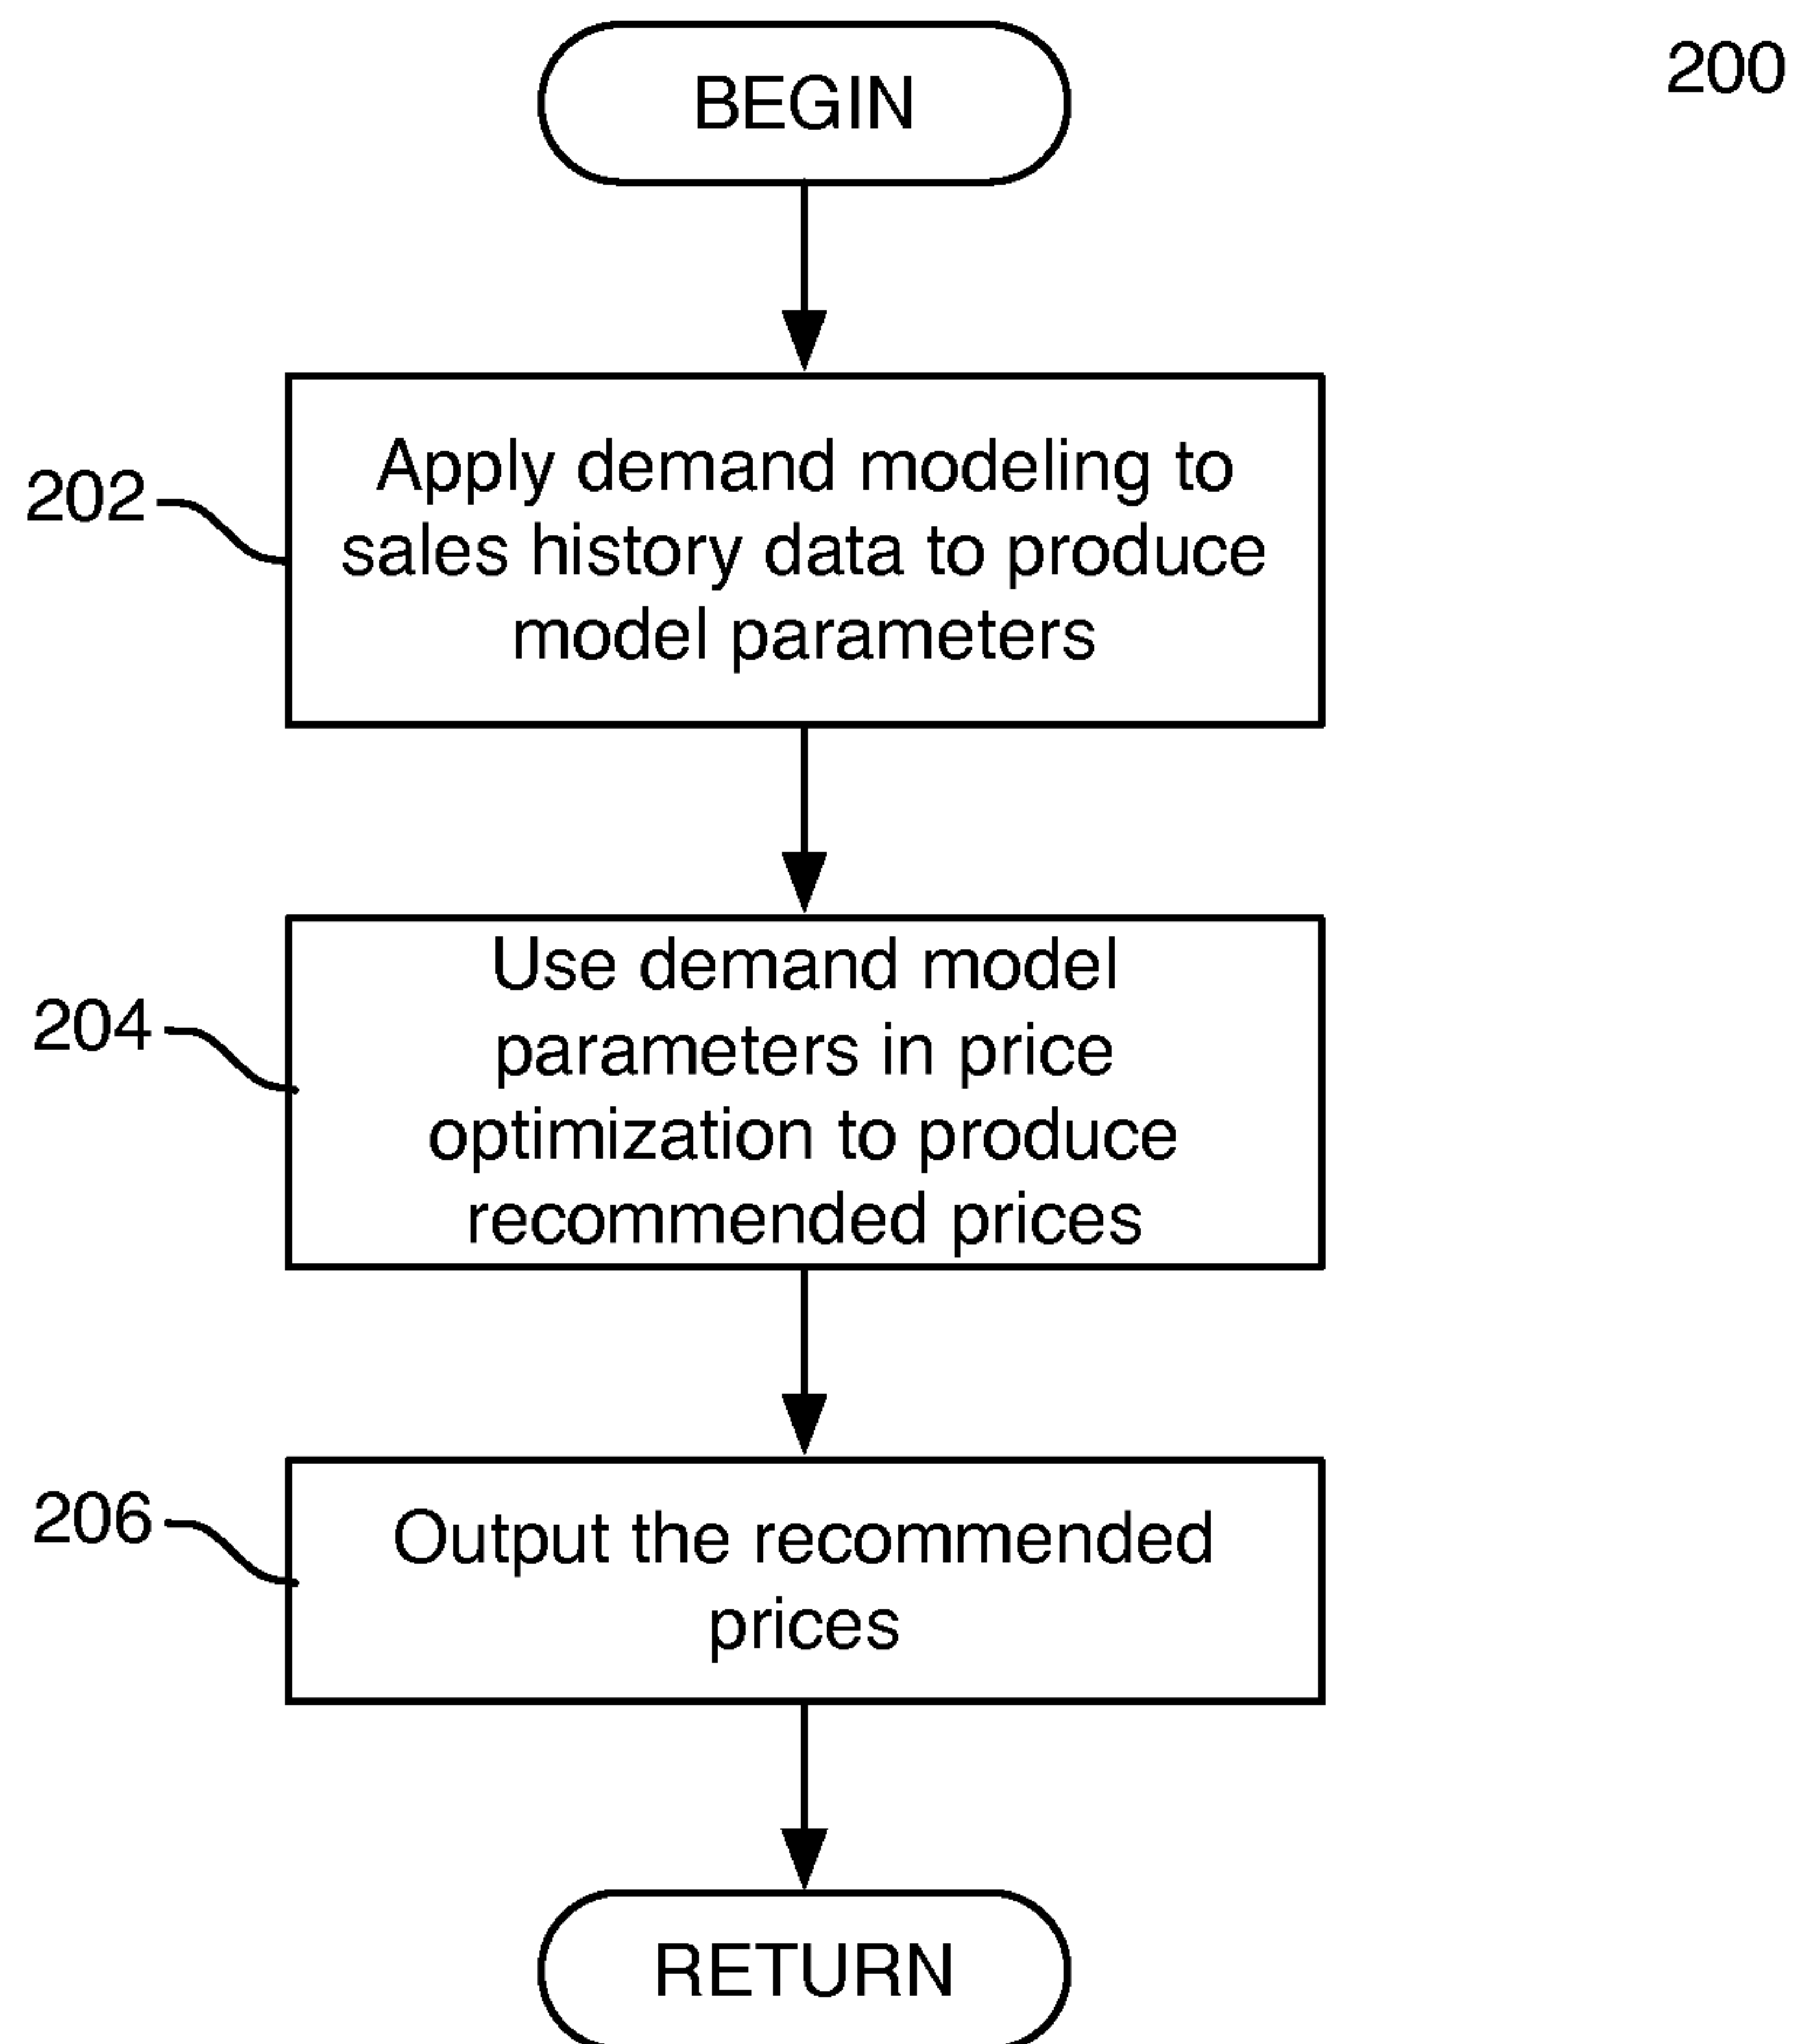 BEGIN
200
202
Apply demand modeling to
sales history data to produce
model parameters
204
Use demand model
parameters in price
optimization to produce
recommended prices
206
Output the recommended
prices
RETURN